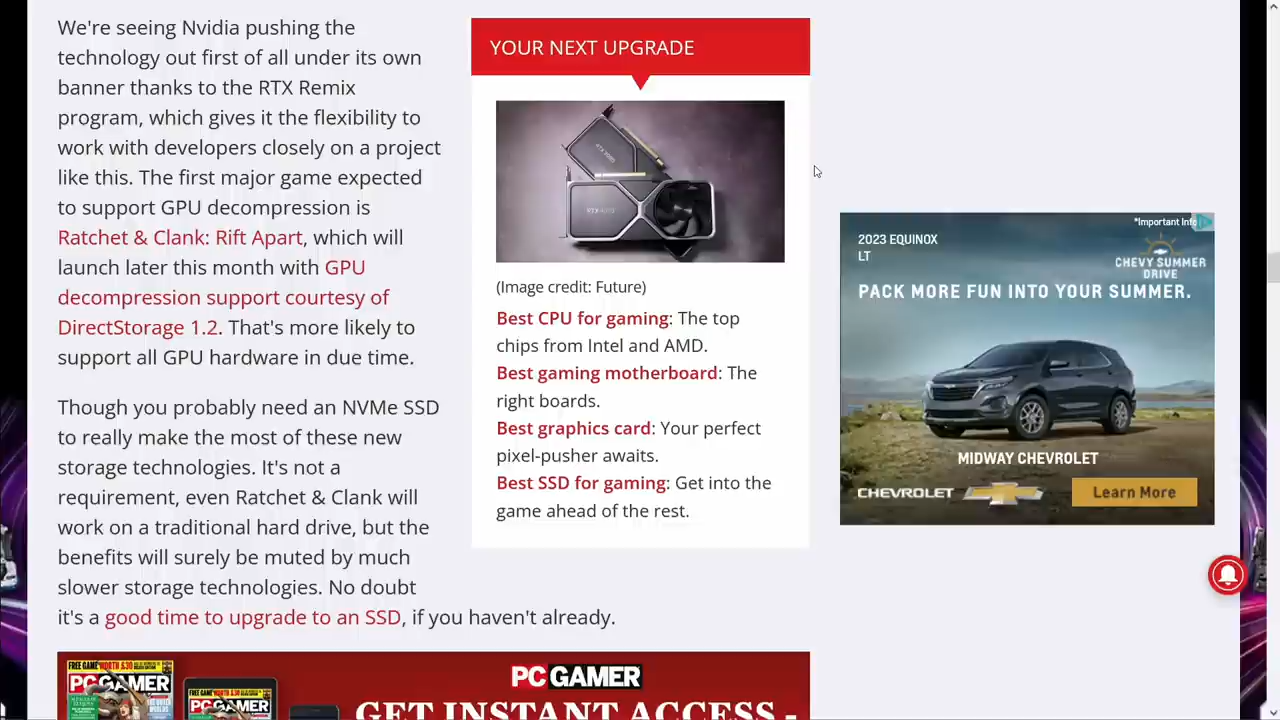 We're seeing Nvidia pushing the
technology out first of all under its own
banner thanks to the RTX Remix
program, which gives it the flexibility to
work with developers closely on a project
like this. The first major game expected
to support GPU decompression is
Ratchet & Clank: Rift Apart, which will
launch later this month with GPU
decompression support courtesy of
DirectStorage 1.2. That's more likely to
support all GPU hardware in due time.
Though you probably need an NVMe SSD
to really make the most of these new
storage technologies. It's not a
requirement, even Ratchet & Clank will
work on a traditional hard drive, but the
benefits will surely be muted by much
slower storage technologies. No doubt
it's a good time to upgrade to an SSD, if you haven't already.
YOUR NEXT UPGRADE
(Image credit: Future)
Best CPU for gaming: The top
chips from Intel and AMD.
Best gaming motherboard: The
right boards.
Best graphics card: Your perfect
pixel-pusher awaits.
Best SSD for gaming: Get into the
game ahead of the rest.
*Important Info
2023 EQUINOX
LT
CHEVY SUMMER
DRIVE
PACK MORE FUN INTO YOUR SUMMER.
MIDWAY CHEVROLET
CHEVROLET
Learn More
PC GAMER
GET INSTANT ACCESS -
FREE GAME WORTH £30
PC GAMER